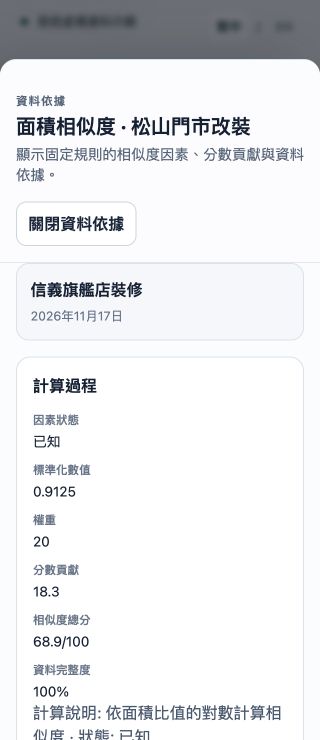 資料依據
面積相似度 · 松山門市改裝
顯示固定規則的相似度因素、分數貢獻與資料
依據。
關閉資料依據
信義旗艦店裝修
2026年11月17日
計算過程
因素狀態
已知
標準化數值
0.9125
權重
20
分數貢獻
18.3
相似度總分
68.9/100
資料完整度
100%
計算說明: 依面積比值的對數計算相
似度 · 狀態: 已知